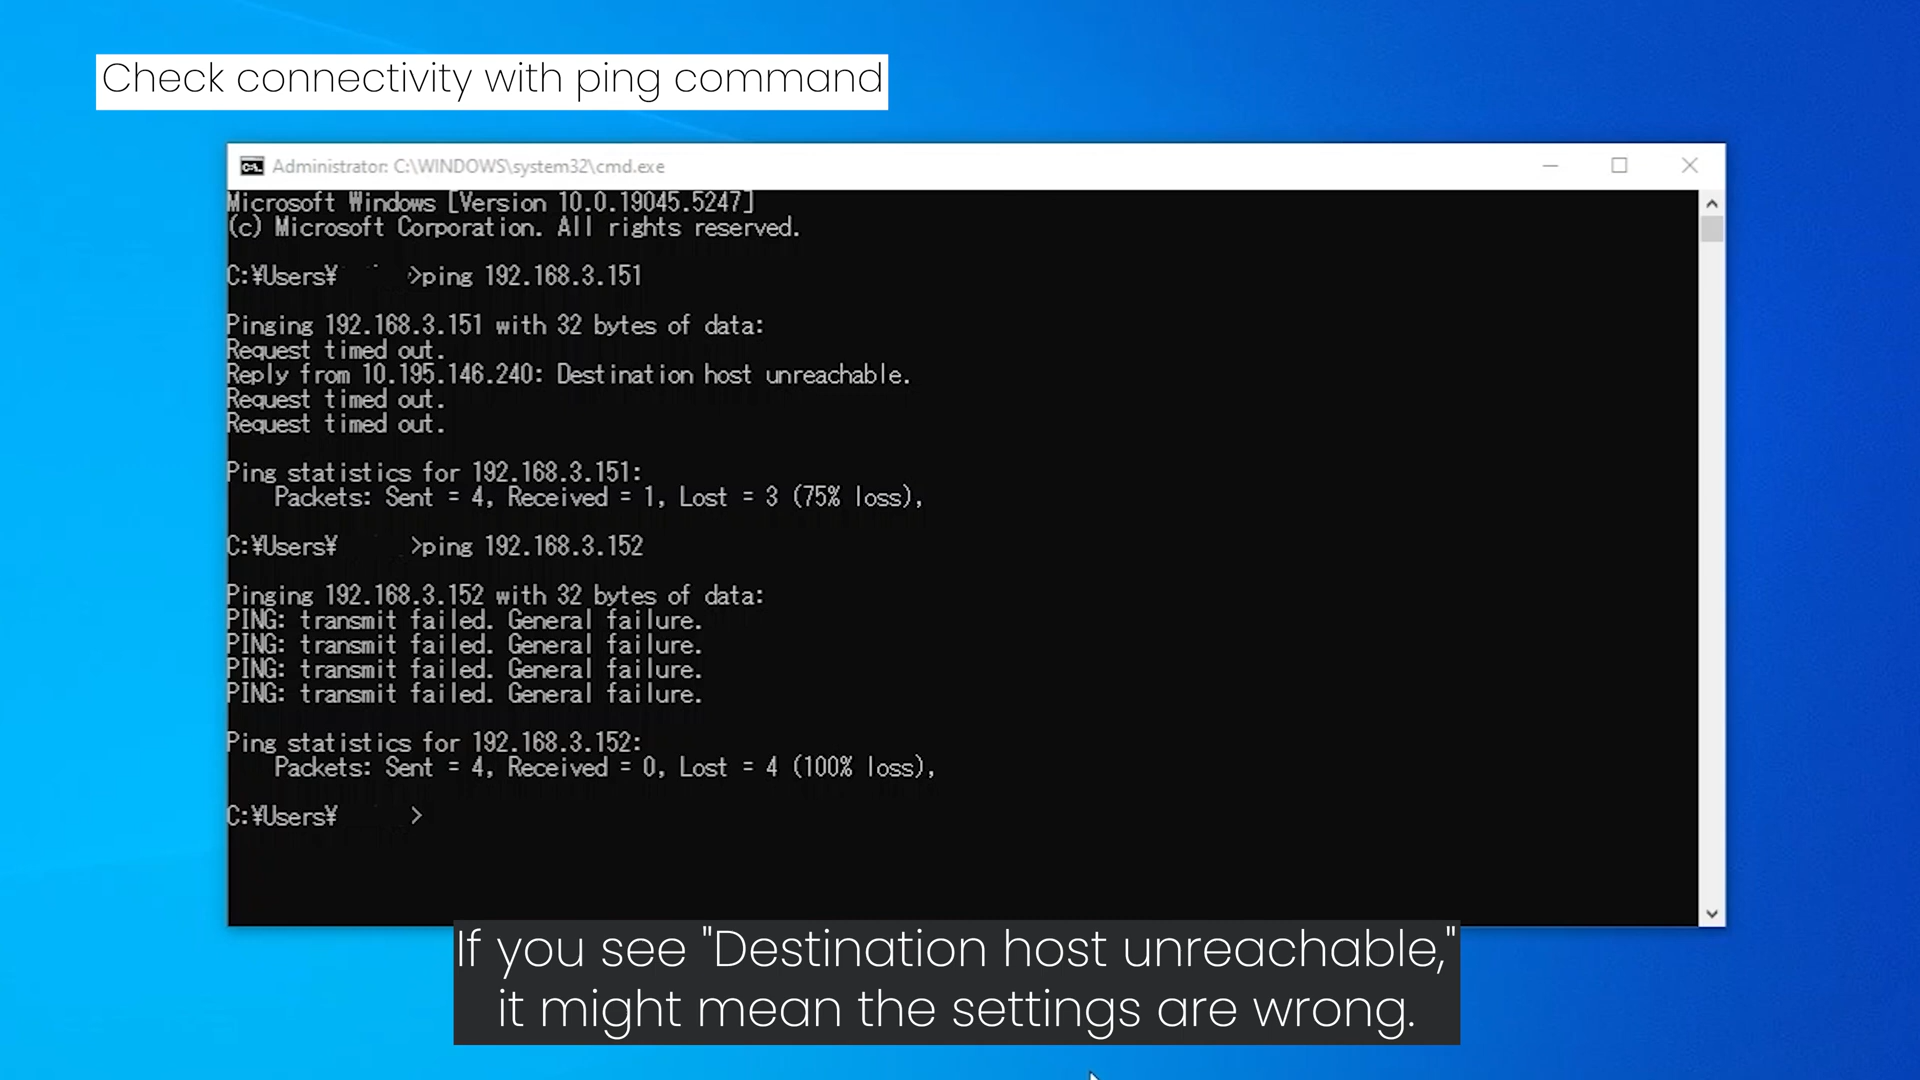 Check connectivity with ping command
Administrator: C:\WINDOWS\system32\cmd.exe
Microsoft Windows [Version 10.0.19045.5247]
(c) Microsoft Corporation. All rights reserved.
C:¥Users¥ >ping 192.168.3.151
Pinging 192.168.3.151 with 32 bytes of data:
Request timed out.
Reply from 10.195.146.240: Destination host unreachable.
Request timed out.
Request timed out.
Ping statistics for 192.168.3.151:
Packets: Sent = 4, Received = 1, Lost = 3 (75% loss),
C:¥Users¥ >ping 192.168.3.152
Pinging 192.168.3.152 with 32 bytes of data:
PING: transmit failed. General failure.
PING: transmit failed. General failure.
PING: transmit failed. General failure.
PING: transmit failed. General failure.
Ping statistics for 192.168.3.152:
Packets: Sent = 4, Received = 0, Lost = 4 (100% loss),
C:¥Users¥ >
If you see "Destination host unreachable,"
it might mean the settings are wrong.